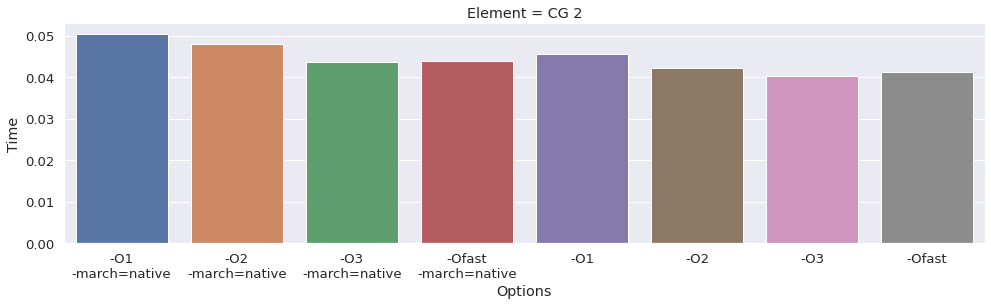 Element = CG 2
Time
0.05
0.04
0.03
0.02
0.01
0.00
-O1
-march=native
-O2
-march=native
-O3
-march=native
-Ofast
-march=native
-O1
-O2
-O3
-Ofast
Options